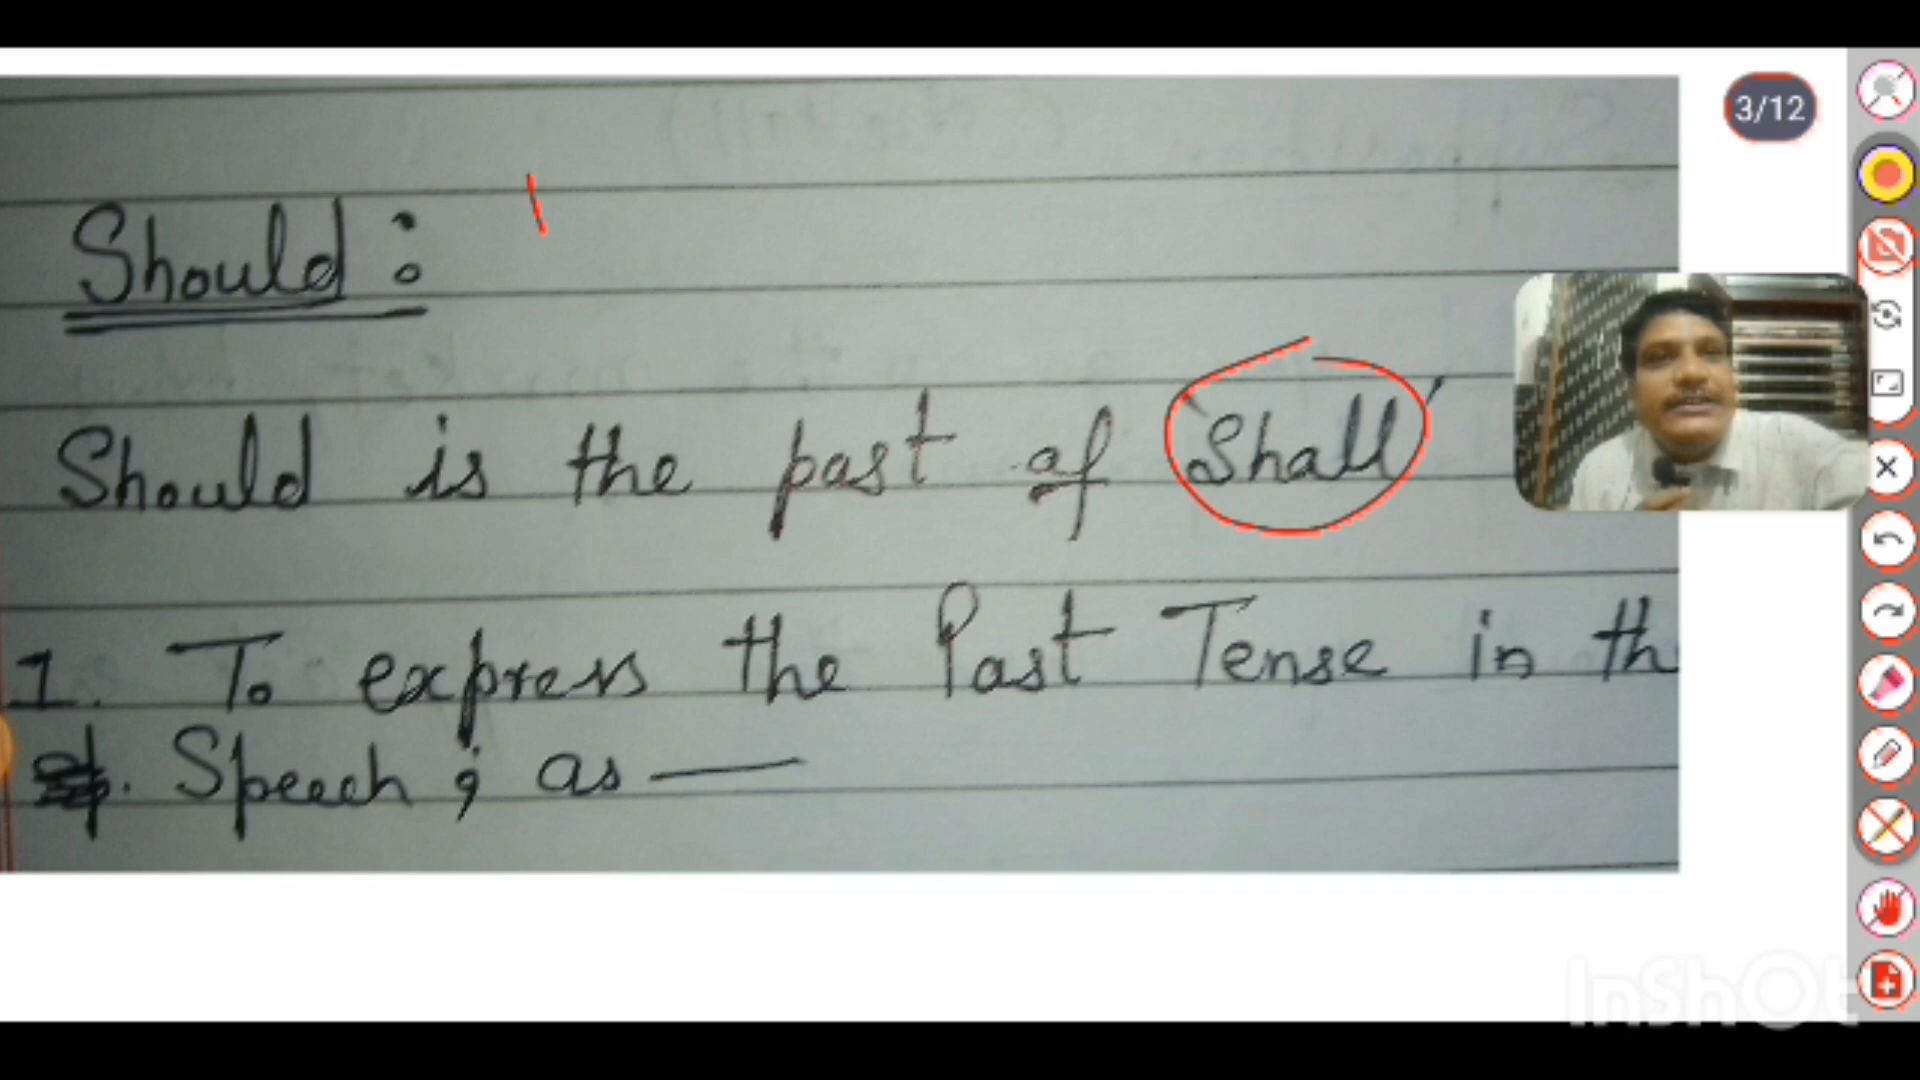 3/12
Should :
Should is the past of 'Shall'
1. To express the Past Tense in th
Speech ; as —
InShOt